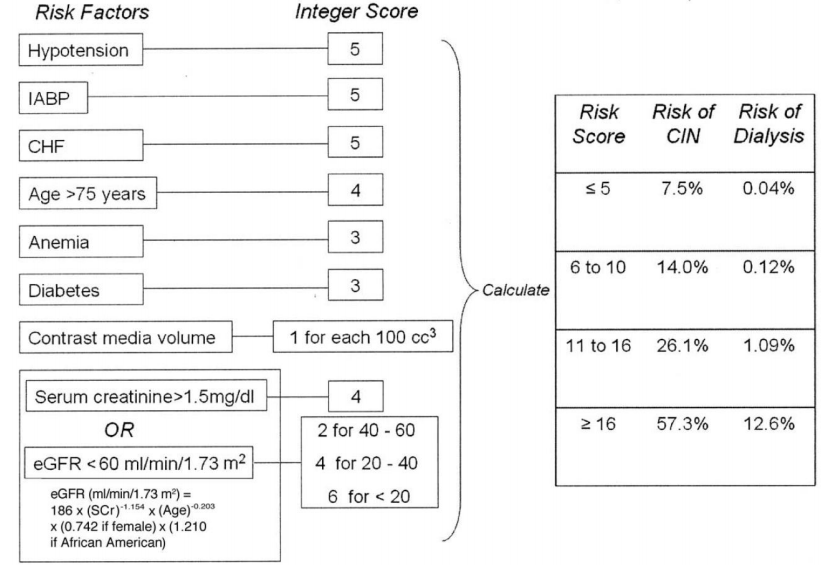 Risk Factors Integer Score
Hypotension 5
IABP 5
CHF 5
Age >75 years 4
Anemia 3
Diabetes 3
Contrast media volume 1 for each 100 cc³
Serum creatinine>1.5mg/dl 4
OR
eGFR <60 ml/min/1.73 m²
2 for 40 - 60
4 for 20 - 40
6 for < 20
eGFR (ml/min/1.73 m²) =
186 x (SCr)⁻¹·¹⁵⁴ x (Age)⁻⁰·²⁰³
x (0.742 if female) x (1.210
if African American)
Calculate
Risk Score Risk of CIN Risk of Dialysis
≤ 5 7.5% 0.04%
6 to 10 14.0% 0.12%
11 to 16 26.1% 1.09%
≥ 16 57.3% 12.6%